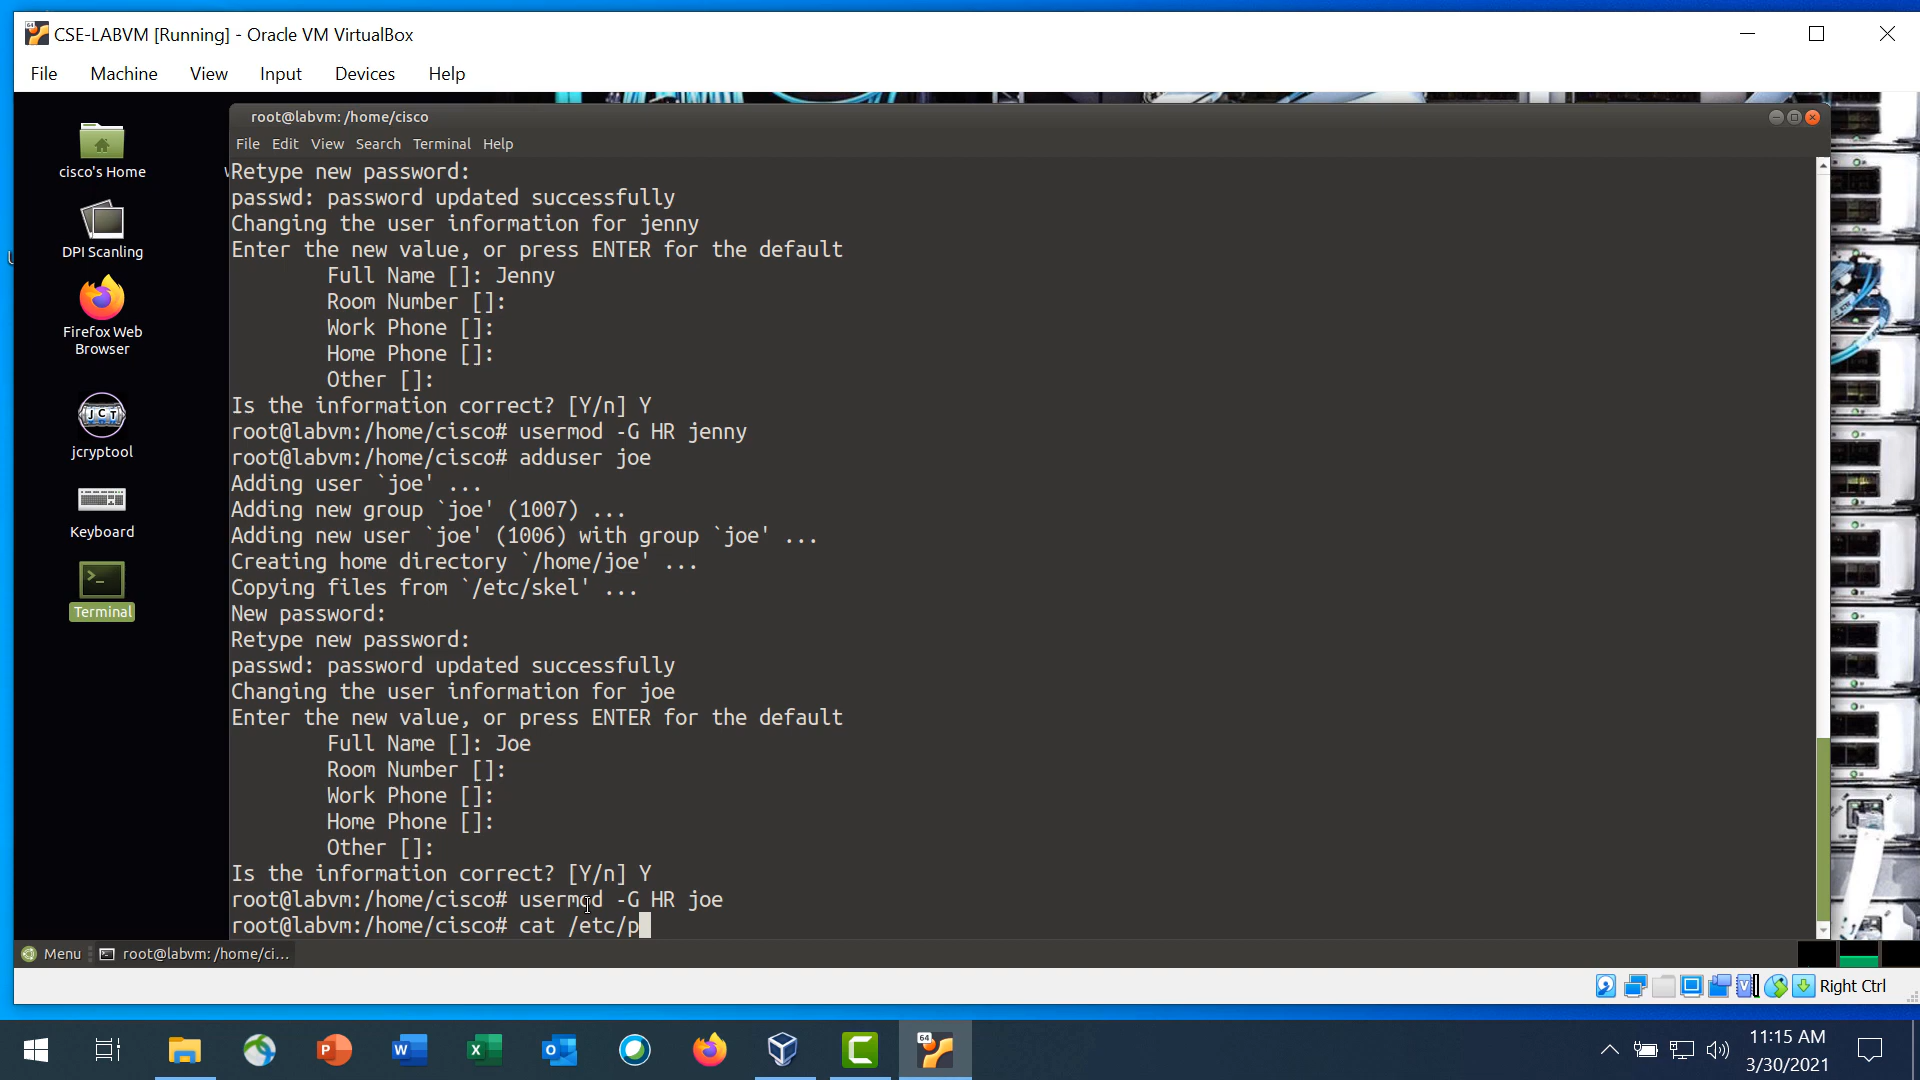 CSE-LABVM [Running] - Oracle VM VirtualBox
File Machine View Input Devices Help
root@labvm: /home/cisco
File Edit View Search Terminal Help
cisco's Home
DPI Scanling
Firefox Web
Browser
jcryptool
Keyboard
Terminal
Retype new password:
passwd: password updated successfully
Changing the user information for jenny
Enter the new value, or press ENTER for the default
Full Name []: Jenny
Room Number []:
Work Phone []:
Home Phone []:
Other []:
Is the information correct? [Y/n] Y
root@labvm:/home/cisco# usermod -G HR jenny
root@labvm:/home/cisco# adduser joe
Adding user `joe' ...
Adding new group `joe' (1007) ...
Adding new user `joe' (1006) with group `joe' ...
Creating home directory `/home/joe' ...
Copying files from `/etc/skel' ...
New password:
Retype new password:
passwd: password updated successfully
Changing the user information for joe
Enter the new value, or press ENTER for the default
Full Name []: Joe
Room Number []:
Work Phone []:
Home Phone []:
Other []:
Is the information correct? [Y/n] Y
root@labvm:/home/cisco# usermod -G HR joe
root@labvm:/home/cisco# cat /etc/p
Menu root@labvm: /home/ci...
Right Ctrl
11:15 AM
3/30/2021